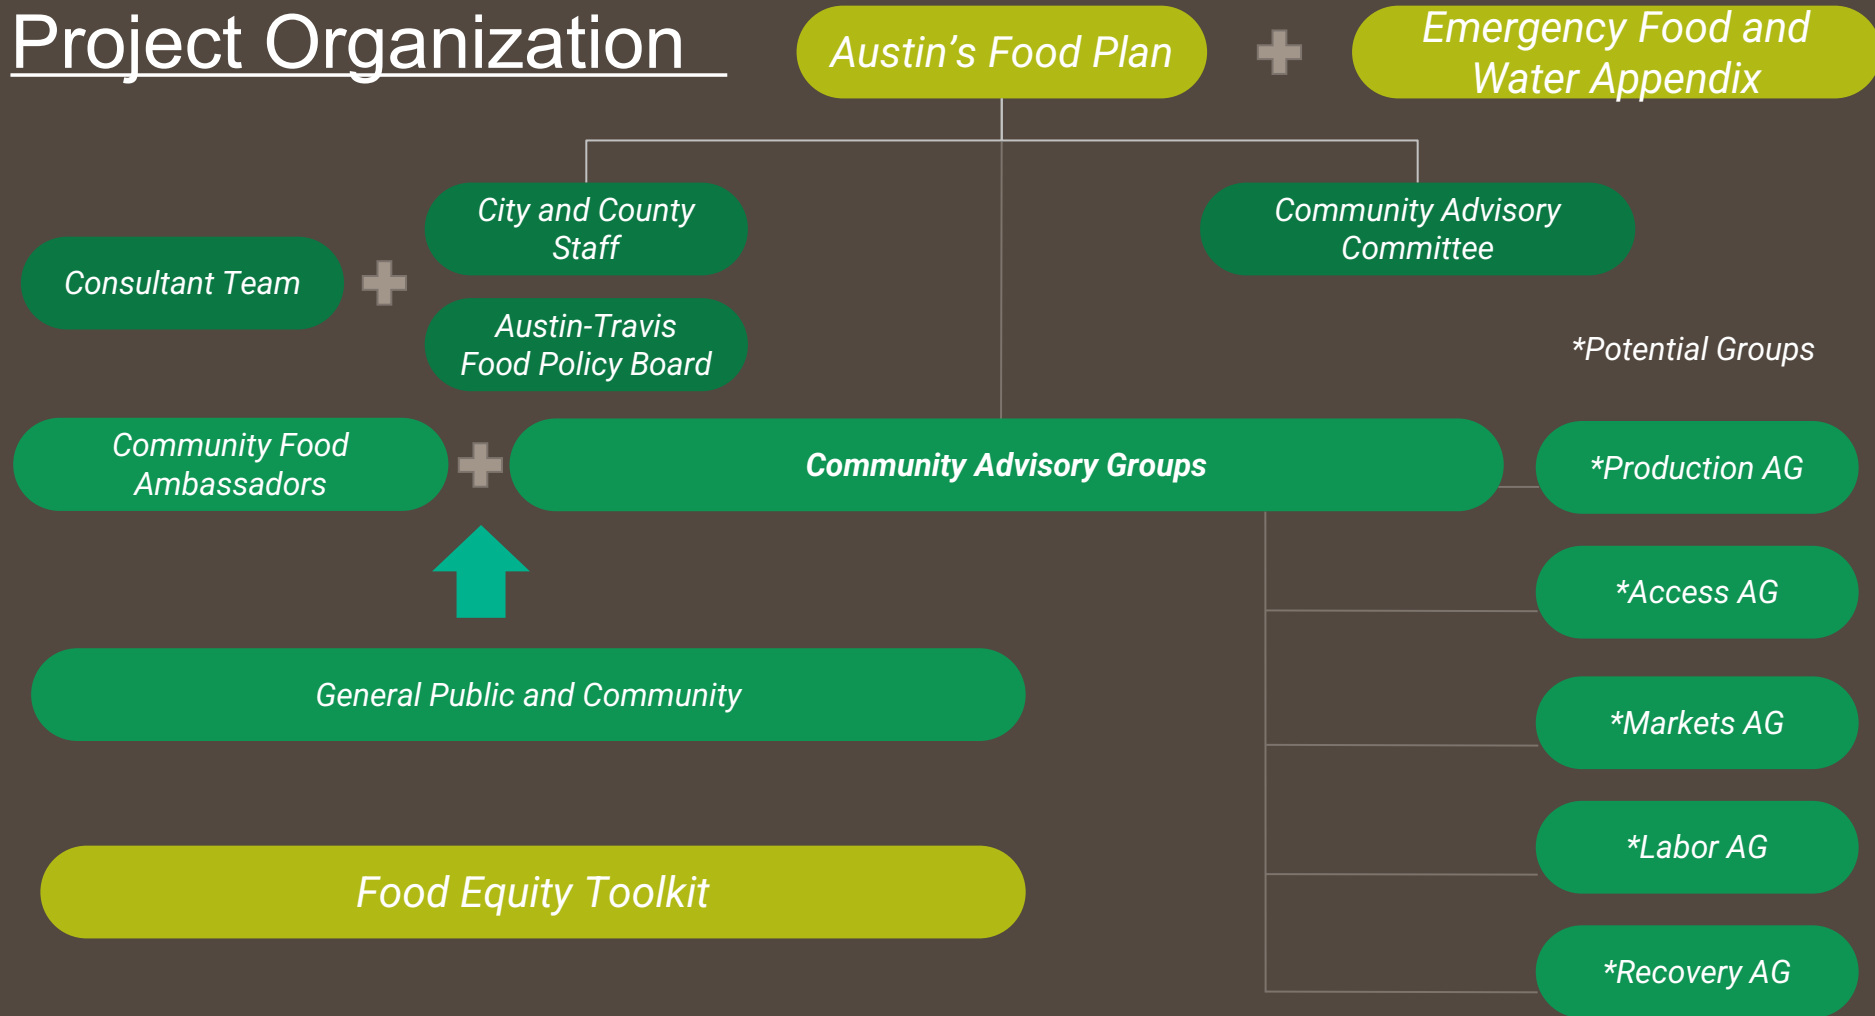 Project Organization
Austin’s Food Plan
Emergency Food and
Water Appendix
City and County
Staff
Community Advisory
Committee
Consultant Team
Austin-Travis
Food Policy Board
*Potential Groups
Community Food
Ambassadors
Community Advisory Groups
*Production AG
*Access AG
General Public and Community
*Markets AG
*Labor AG
Food Equity Toolkit
*Recovery AG